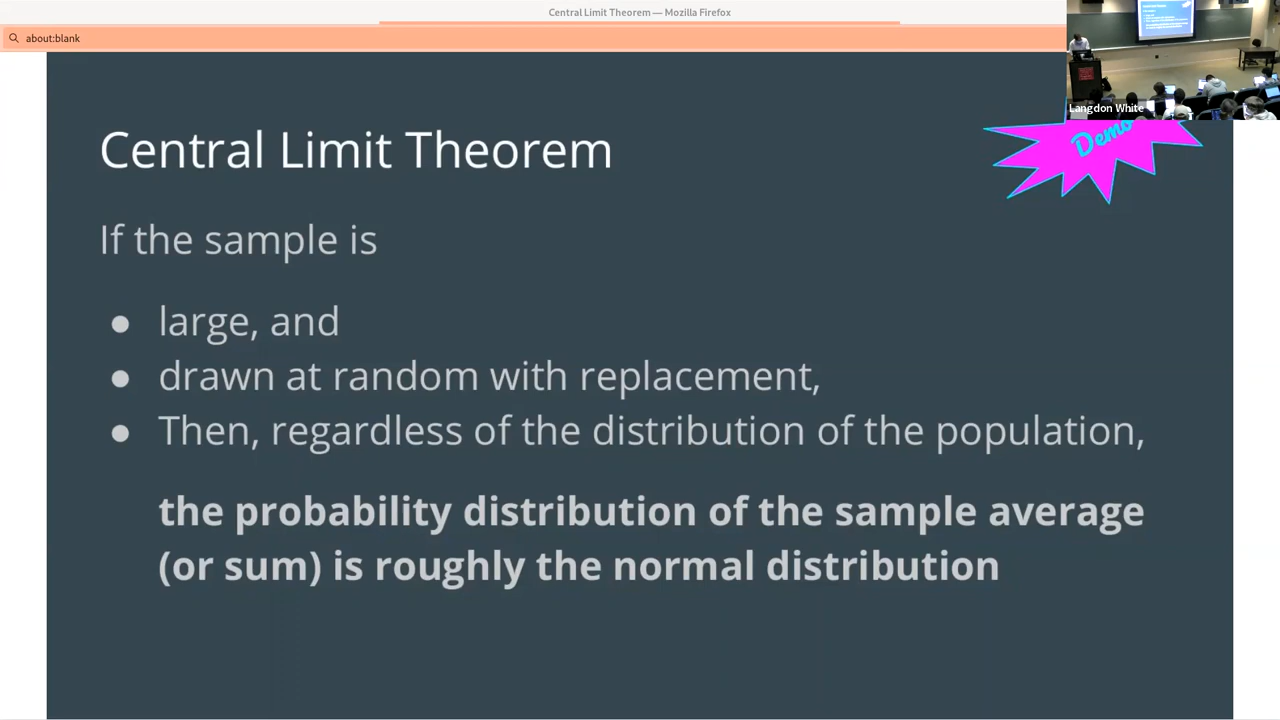 Central Limit Theorem — Mozilla Firefox
about:blank
Langdon White
Demo
Central Limit Theorem
If the sample is
● large, and
● drawn at random with replacement,
● Then, regardless of the distribution of the population,
the probability distribution of the sample average
(or sum) is roughly the normal distribution